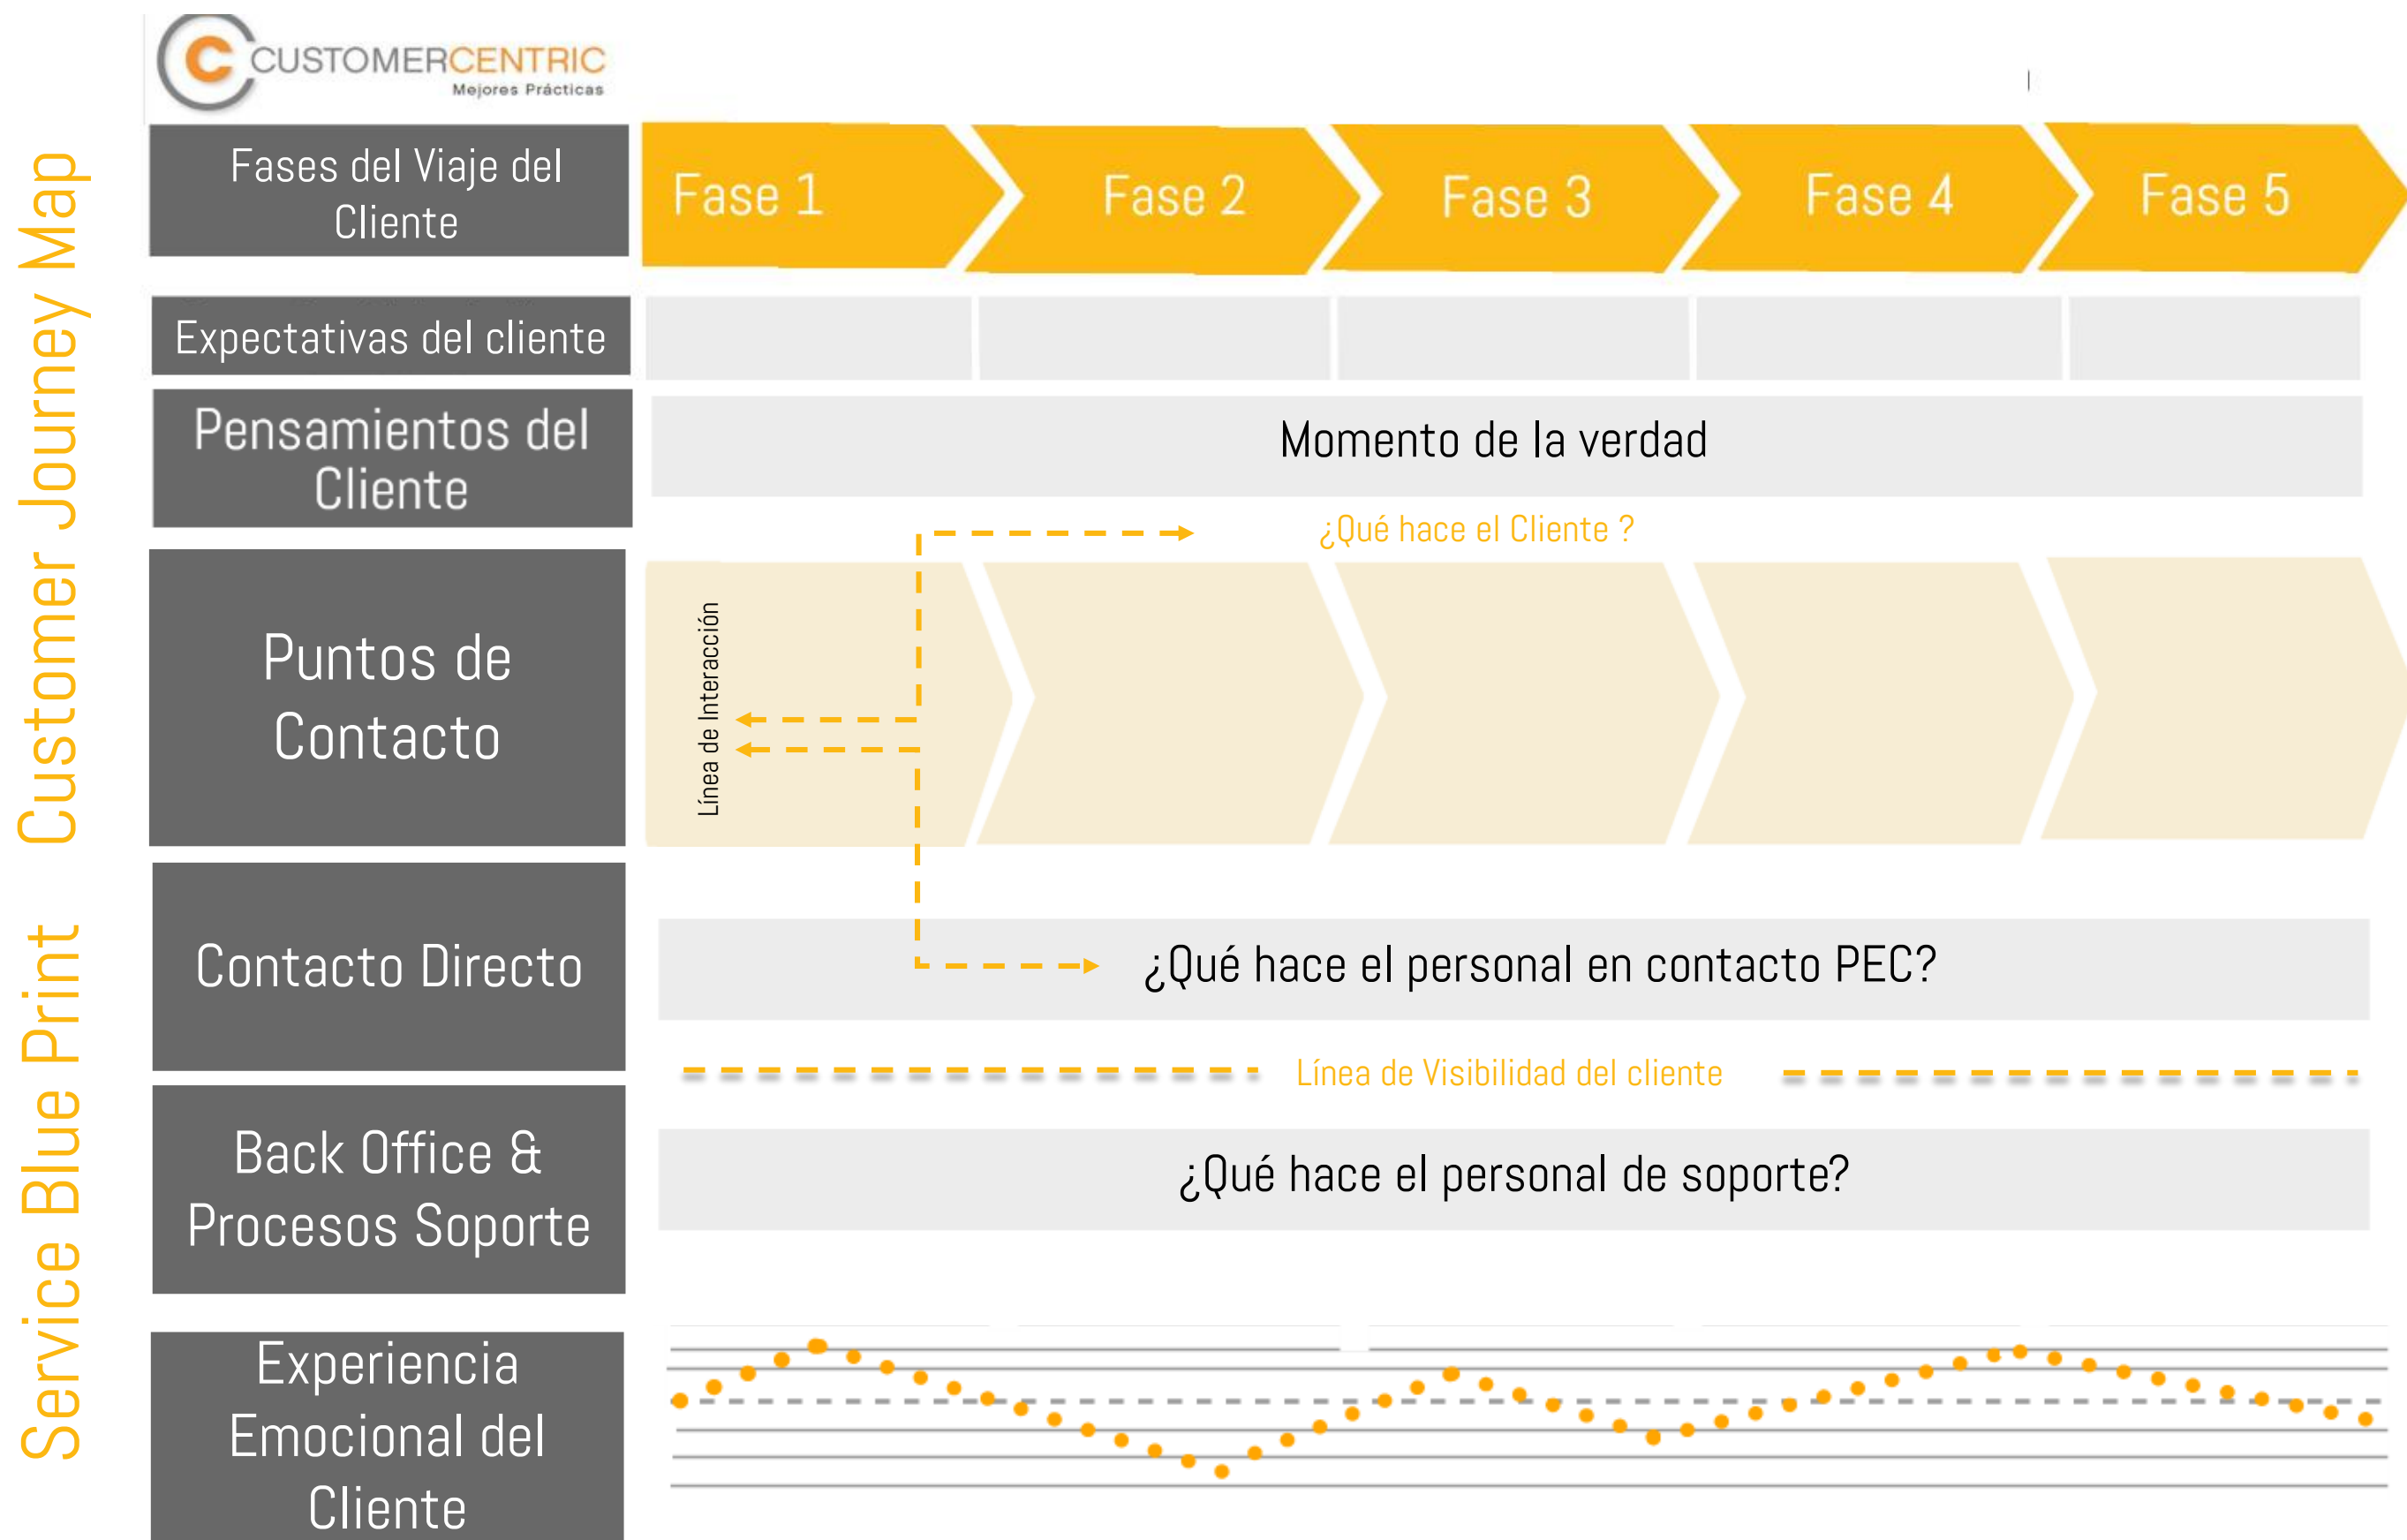 CUSTOMERCENTRIC
Mejores Prácticas
Customer Journey Map
Service Blue Print
Fases del Viaje del
Cliente
Fase 1
Fase 2
Fase 3
Fase 4
Fase 5
Expectativas del cliente
Pensamientos del
Cliente
Momento de la verdad
¿Qué hace el Cliente ?
Puntos de
Contacto
Línea de Interacción
Contacto Directo
¿Qué hace el personal en contacto PEC?
Línea de Visibilidad del cliente
Back Office &
Procesos Soporte
¿Qué hace el personal de soporte?
Experiencia
Emocional del
Cliente